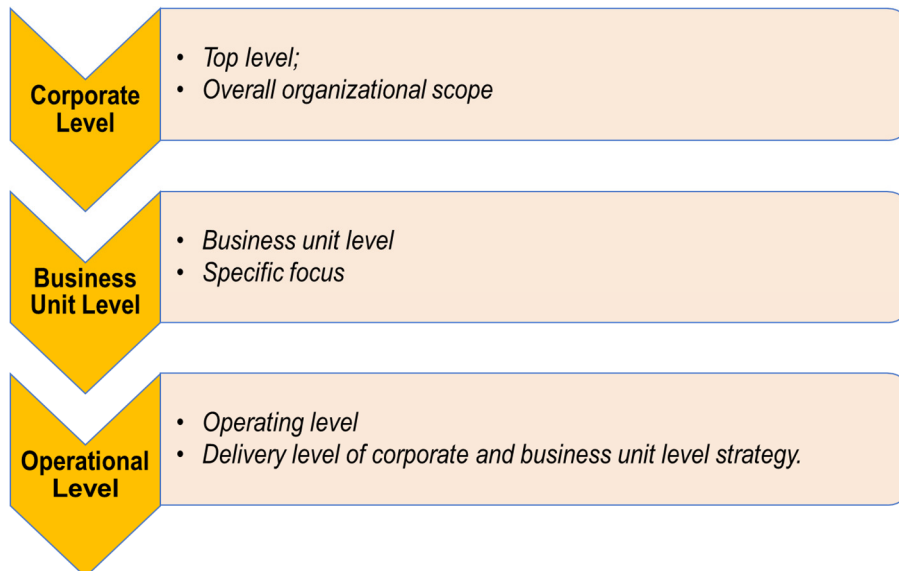 Corporate
Level
• Top level;
• Overall organizational scope
Business
Unit Level
• Business unit level
• Specific focus
Operational
Level
• Operating level
• Delivery level of corporate and business unit level strategy.